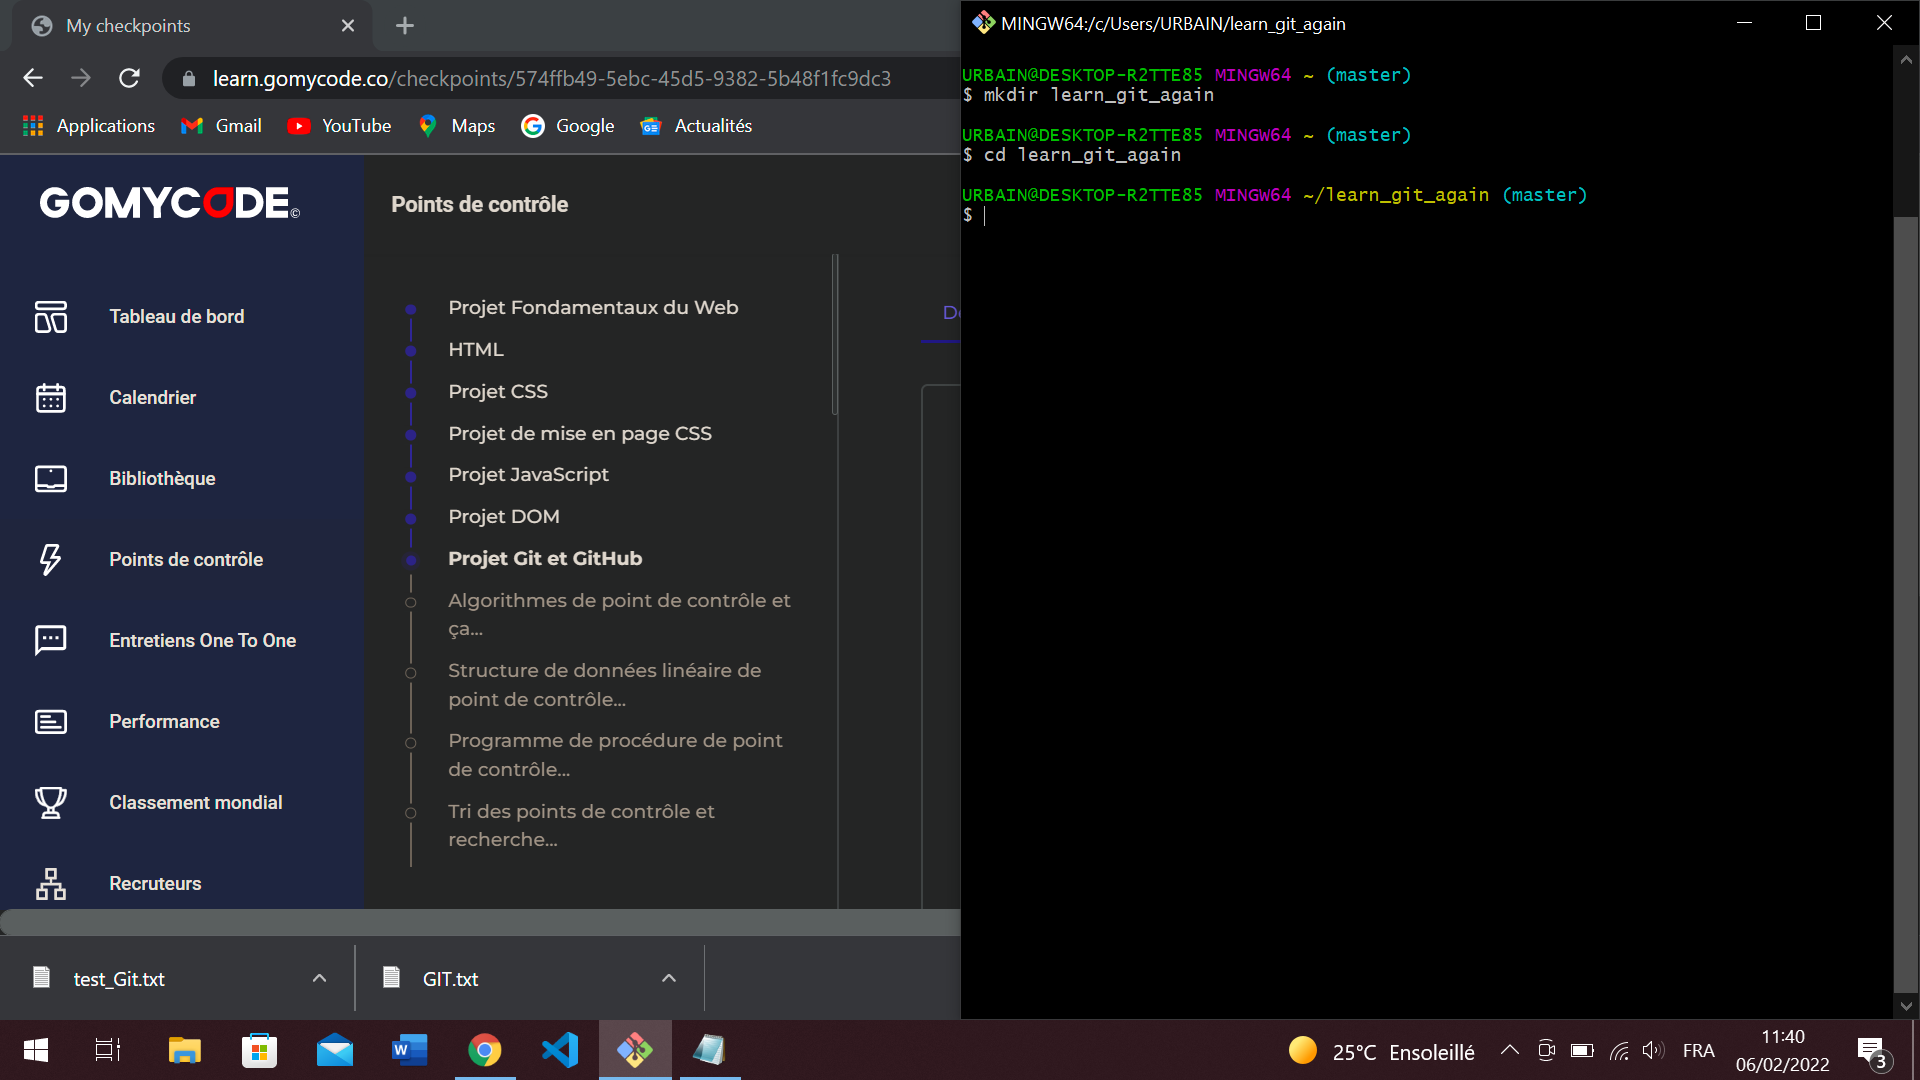 My checkpoints
learn.gomycode.co/checkpoints/574ffb49-5ebc-45d5-9382-5b48f1fc9dc3
Applications
Gmail
YouTube
Maps
Google
Actualités
GOMYCODE©
Tableau de bord
Calendrier
Bibliothèque
Points de contrôle
Entretiens One To One
Performance
Classement mondial
Recruteurs
Points de contrôle
Projet Fondamentaux du Web
HTML
Projet CSS
Projet de mise en page CSS
Projet JavaScript
Projet DOM
Projet Git et GitHub
Algorithmes de point de contrôle et
ça...
Structure de données linéaire de
point de contrôle...
Programme de procédure de point
de contrôle...
Tri des points de contrôle et
recherche...
MINGW64:/c/Users/URBAIN/learn_git_again
URBAIN@DESKTOP-R2TTE85 MINGW64 ~ (master)
$ mkdir learn_git_again
URBAIN@DESKTOP-R2TTE85 MINGW64 ~ (master)
$ cd learn_git_again
URBAIN@DESKTOP-R2TTE85 MINGW64 ~/learn_git_again (master)
$
test_Git.txt
GIT.txt
25°C Ensoleillé
FRA
11:40
06/02/2022
3